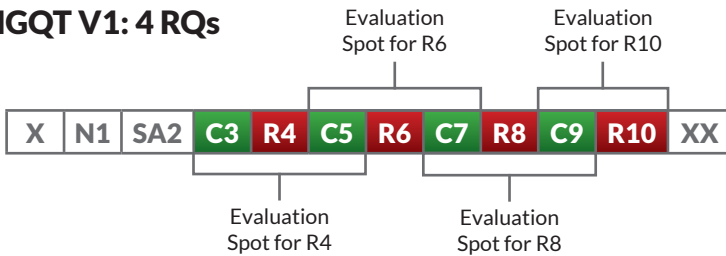 IGQT V1: 4 RQs
Evaluation
Spot for R6
Evaluation
Spot for R10
X N1 SA2 C3 R4 C5 R6 C7 R8 C9 R10 XX
Evaluation
Spot for R4
Evaluation
Spot for R8